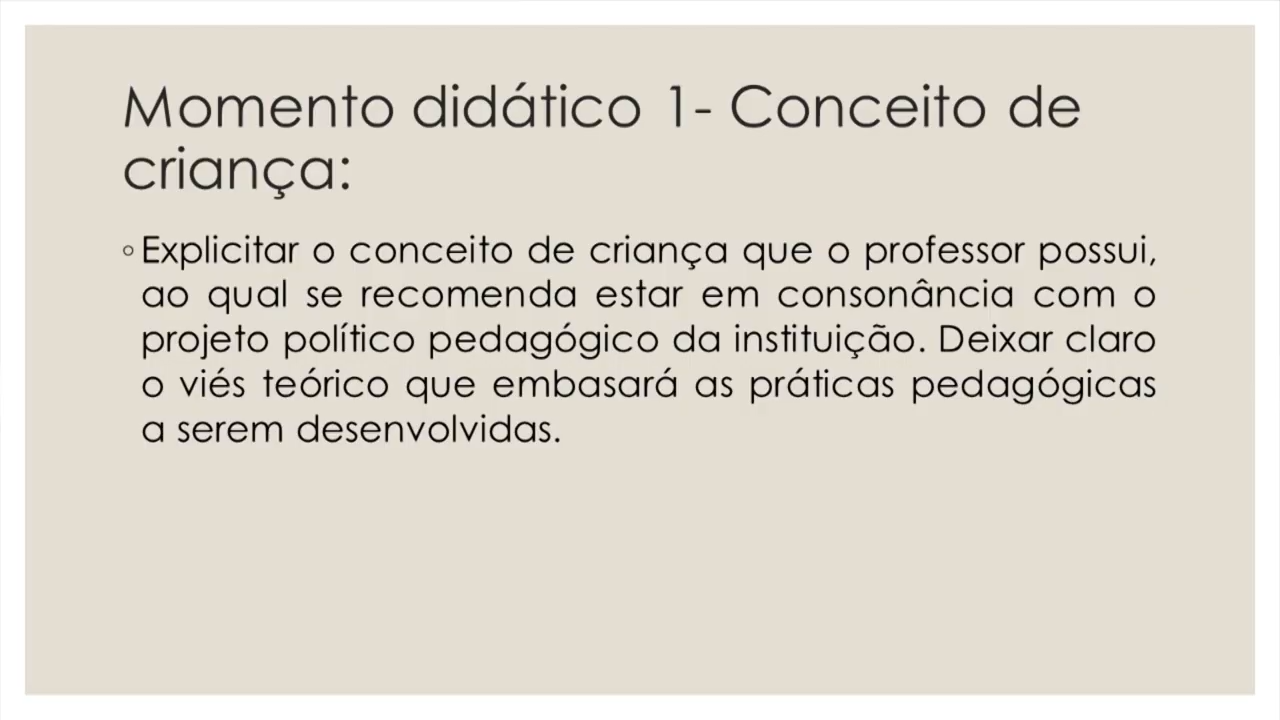 Momento didático 1- Conceito de
criança:
◦Explicitar o conceito de criança que o professor possui,
ao qual se recomenda estar em consonância com o
projeto político pedagógico da instituição. Deixar claro
o viés teórico que embasará as práticas pedagógicas
a serem desenvolvidas.